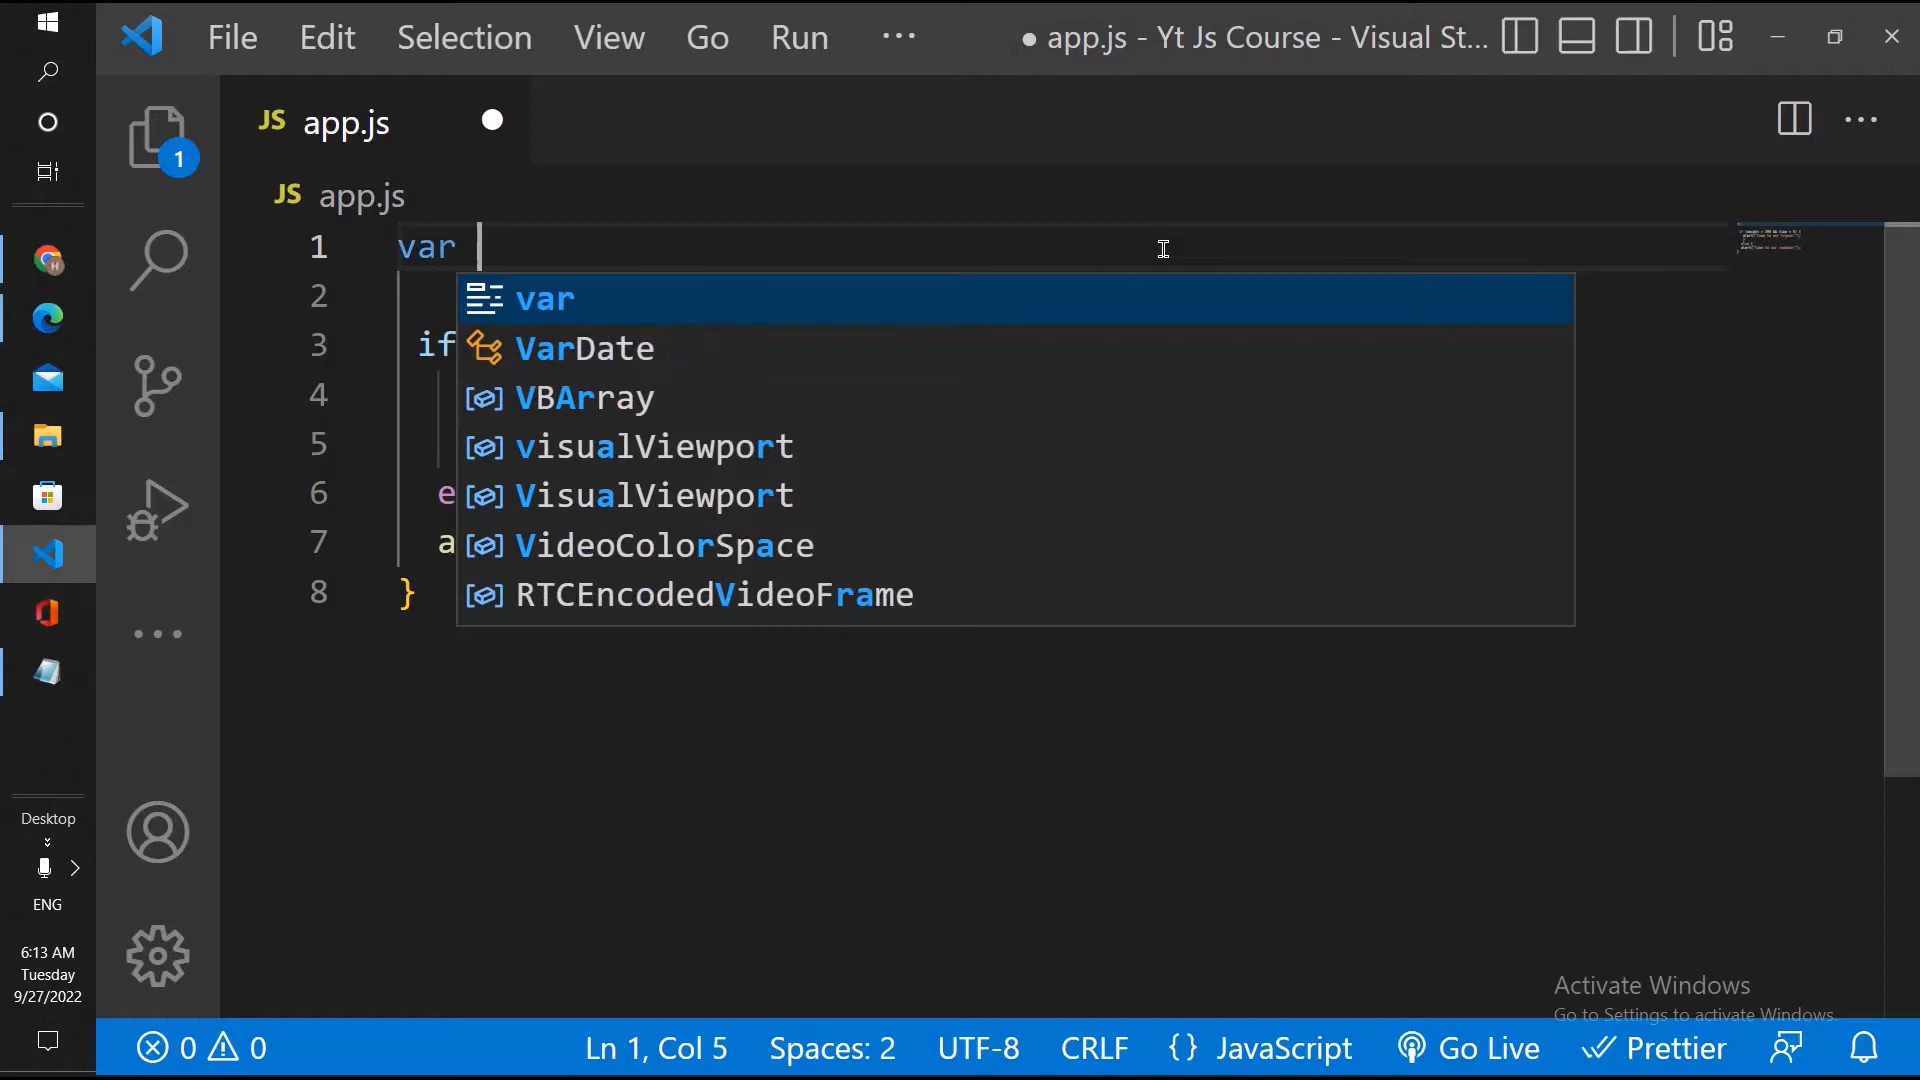 File Edit Selection View Go Run ··· ● app.js - Yt Js Course - Visual St...
JS app.js
1
JS app.js
1 var
2
3 if
4
5
6 e
7 a
8 }
var
VarDate
VBArray
visualViewport
VisualViewport
VideoColorSpace
RTCEncodedVideoFrame
Desktop
ENG
6:13 AM
Tuesday
9/27/2022
Activate Windows
Go to Settings to activate Windows.
0 0 Ln 1, Col 5 Spaces: 2 UTF-8 CRLF {} JavaScript Go Live Prettier